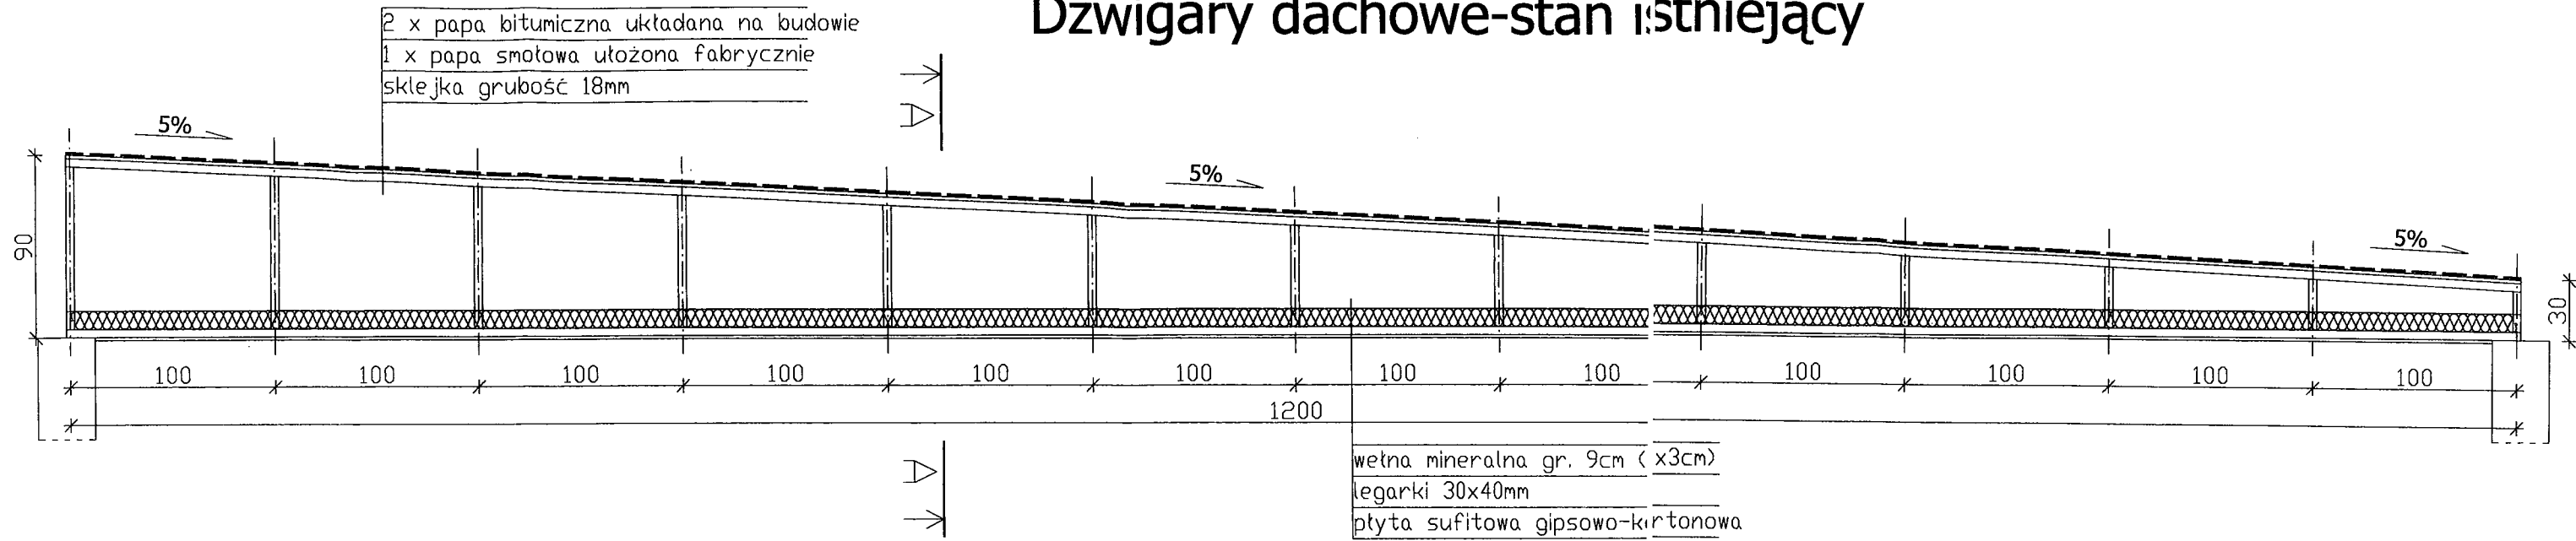 Dźwigary dachowe-stan istniejący
2 x papa bitumiczna układana na budowie
1 x papa smołowa ułożona fabrycznie
sklejka grubość 18mm
5%
5%
5%
90
30
100 100 100 100 100 100 100 100 100 100 100 100
1200
wełna mineralna gr. 9cm ( x3cm)
legarki 30x40mm
płyta sufitowa gipsowo-kartonowa